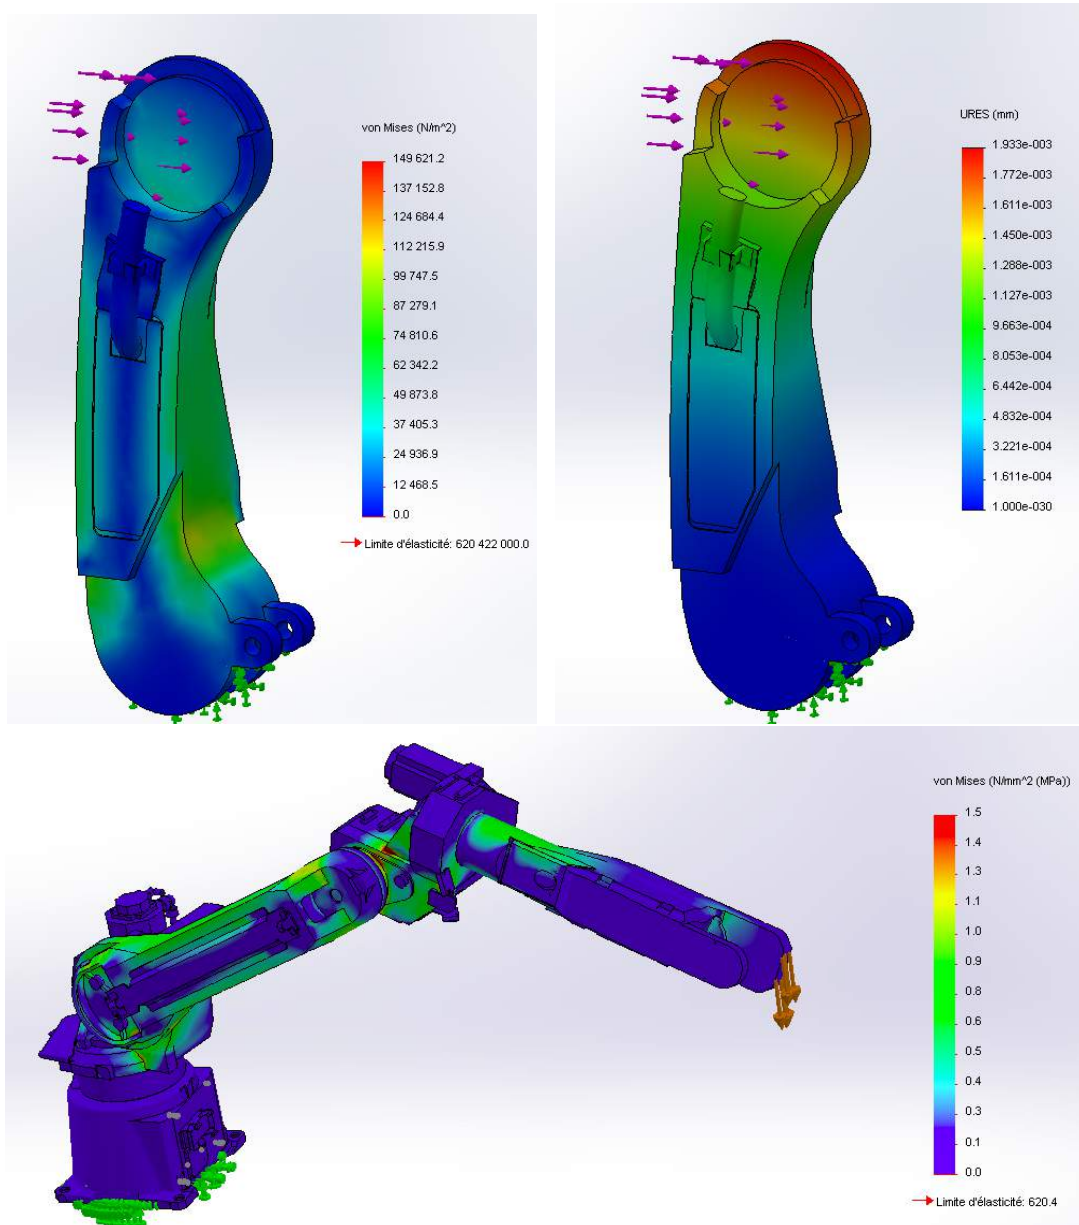 von Mises (N/m^2)
149 621.2
137 152.8
124 684.4
112 215.9
99 747.5
87 279.1
74 810.6
62 342.2
49 873.8
37 405.3
24 936.9
12 468.5
0.0
Limite d'élasticité: 620 422 000.0
URES (mm)
1.933e-003
1.772e-003
1.611e-003
1.450e-003
1.288e-003
1.127e-003
9.663e-004
8.053e-004
6.442e-004
4.832e-004
3.221e-004
1.611e-004
1.000e-030
von Mises (N/mm^2 (MPa))
1.5
1.4
1.3
1.1
1.0
0.9
0.8
0.6
0.5
0.4
0.3
0.1
0.0
Limite d'élasticité: 620.4